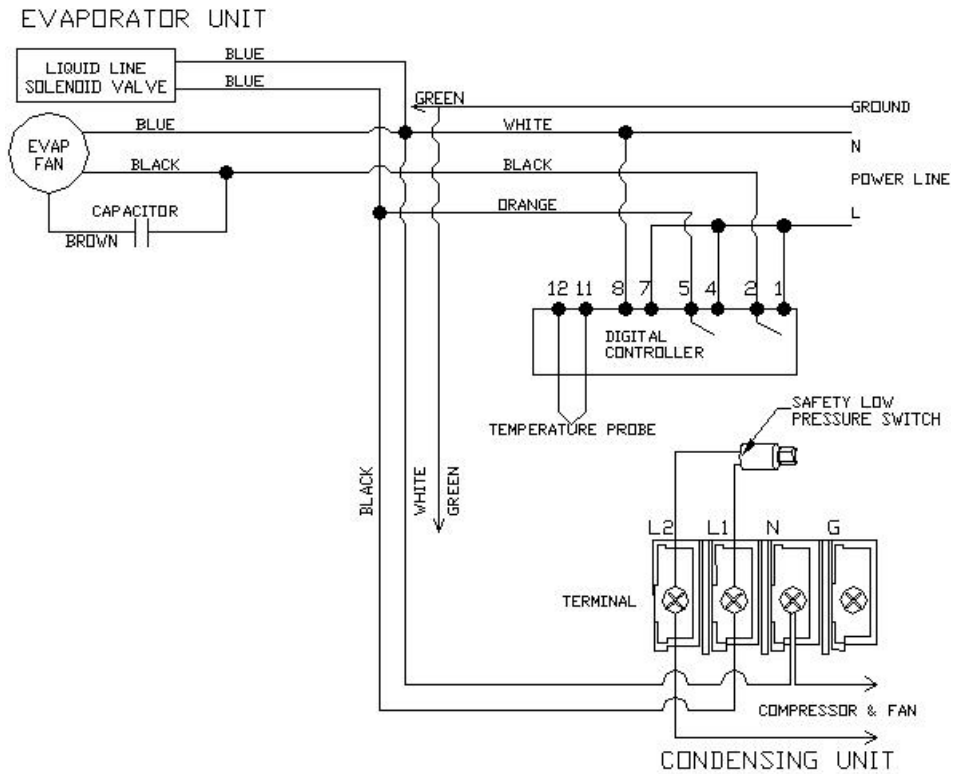 EVAPORATOR UNIT
LIQUID LINE
SOLENOID VALVE
BLUE
BLUE
GREEN
GROUND
EVAP
FAN
BLUE
WHITE
N
BLACK
BLACK
POWER LINE
CAPACITOR
ORANGE
L
BROWN
12 11 8 7 5 4 2 1
DIGITAL
CONTROLLER
TEMPERATURE PROBE
SAFETY LOW
PRESSURE SWITCH
BLACK
WHITE
GREEN
L2 L1 N G
TERMINAL
COMPRESSOR & FAN
CONDENSING UNIT